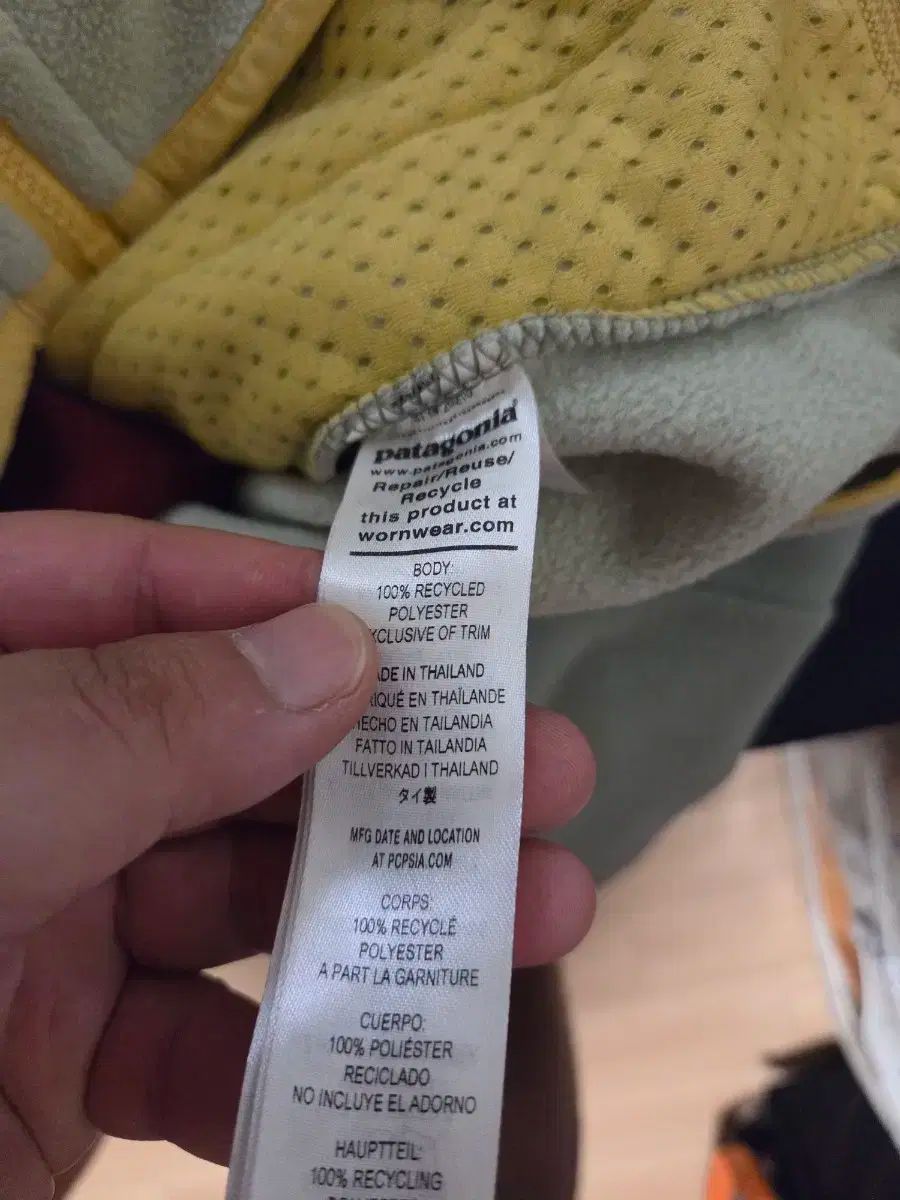 patagonia®
www.patagonia.com
Repair/Reuse/
Recycle
this product at
wornwear.com
BODY:
100% RECYCLED
POLYESTER
XCLUSIVE OF TRIM
ADE IN THAILAND
RIQUÉ EN THAÏLANDE
HECHO EN TAILANDIA
FATTO IN TAILANDIA
TILLVERKAD I THAILAND
タイ製
MFG DATE AND LOCATION
AT PCPSIA.COM
CORPS:
100% RECYCLÉ
POLYESTER
A PART LA GARNITURE
CUERPO:
100% POLIÉSTER
RECICLADO
NO INCLUYE EL ADORNO
HAUPTTEIL:
100% RECYCLING